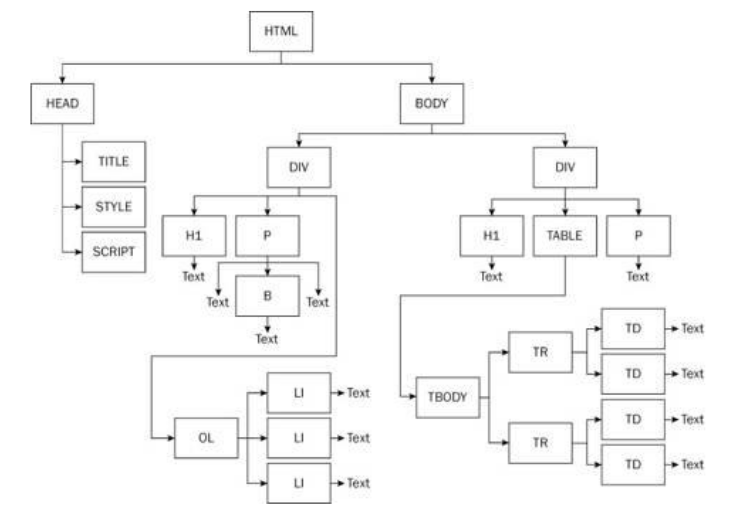 HTML
HEAD
BODY
TITLE
STYLE
SCRIPT
DIV
H1
Text
P
Text
B
Text
Text
OL
LI
Text
LI
Text
LI
Text
DIV
H1
Text
TABLE
P
Text
TBODY
TR
TD
Text
TD
Text
TR
TD
Text
TD
Text